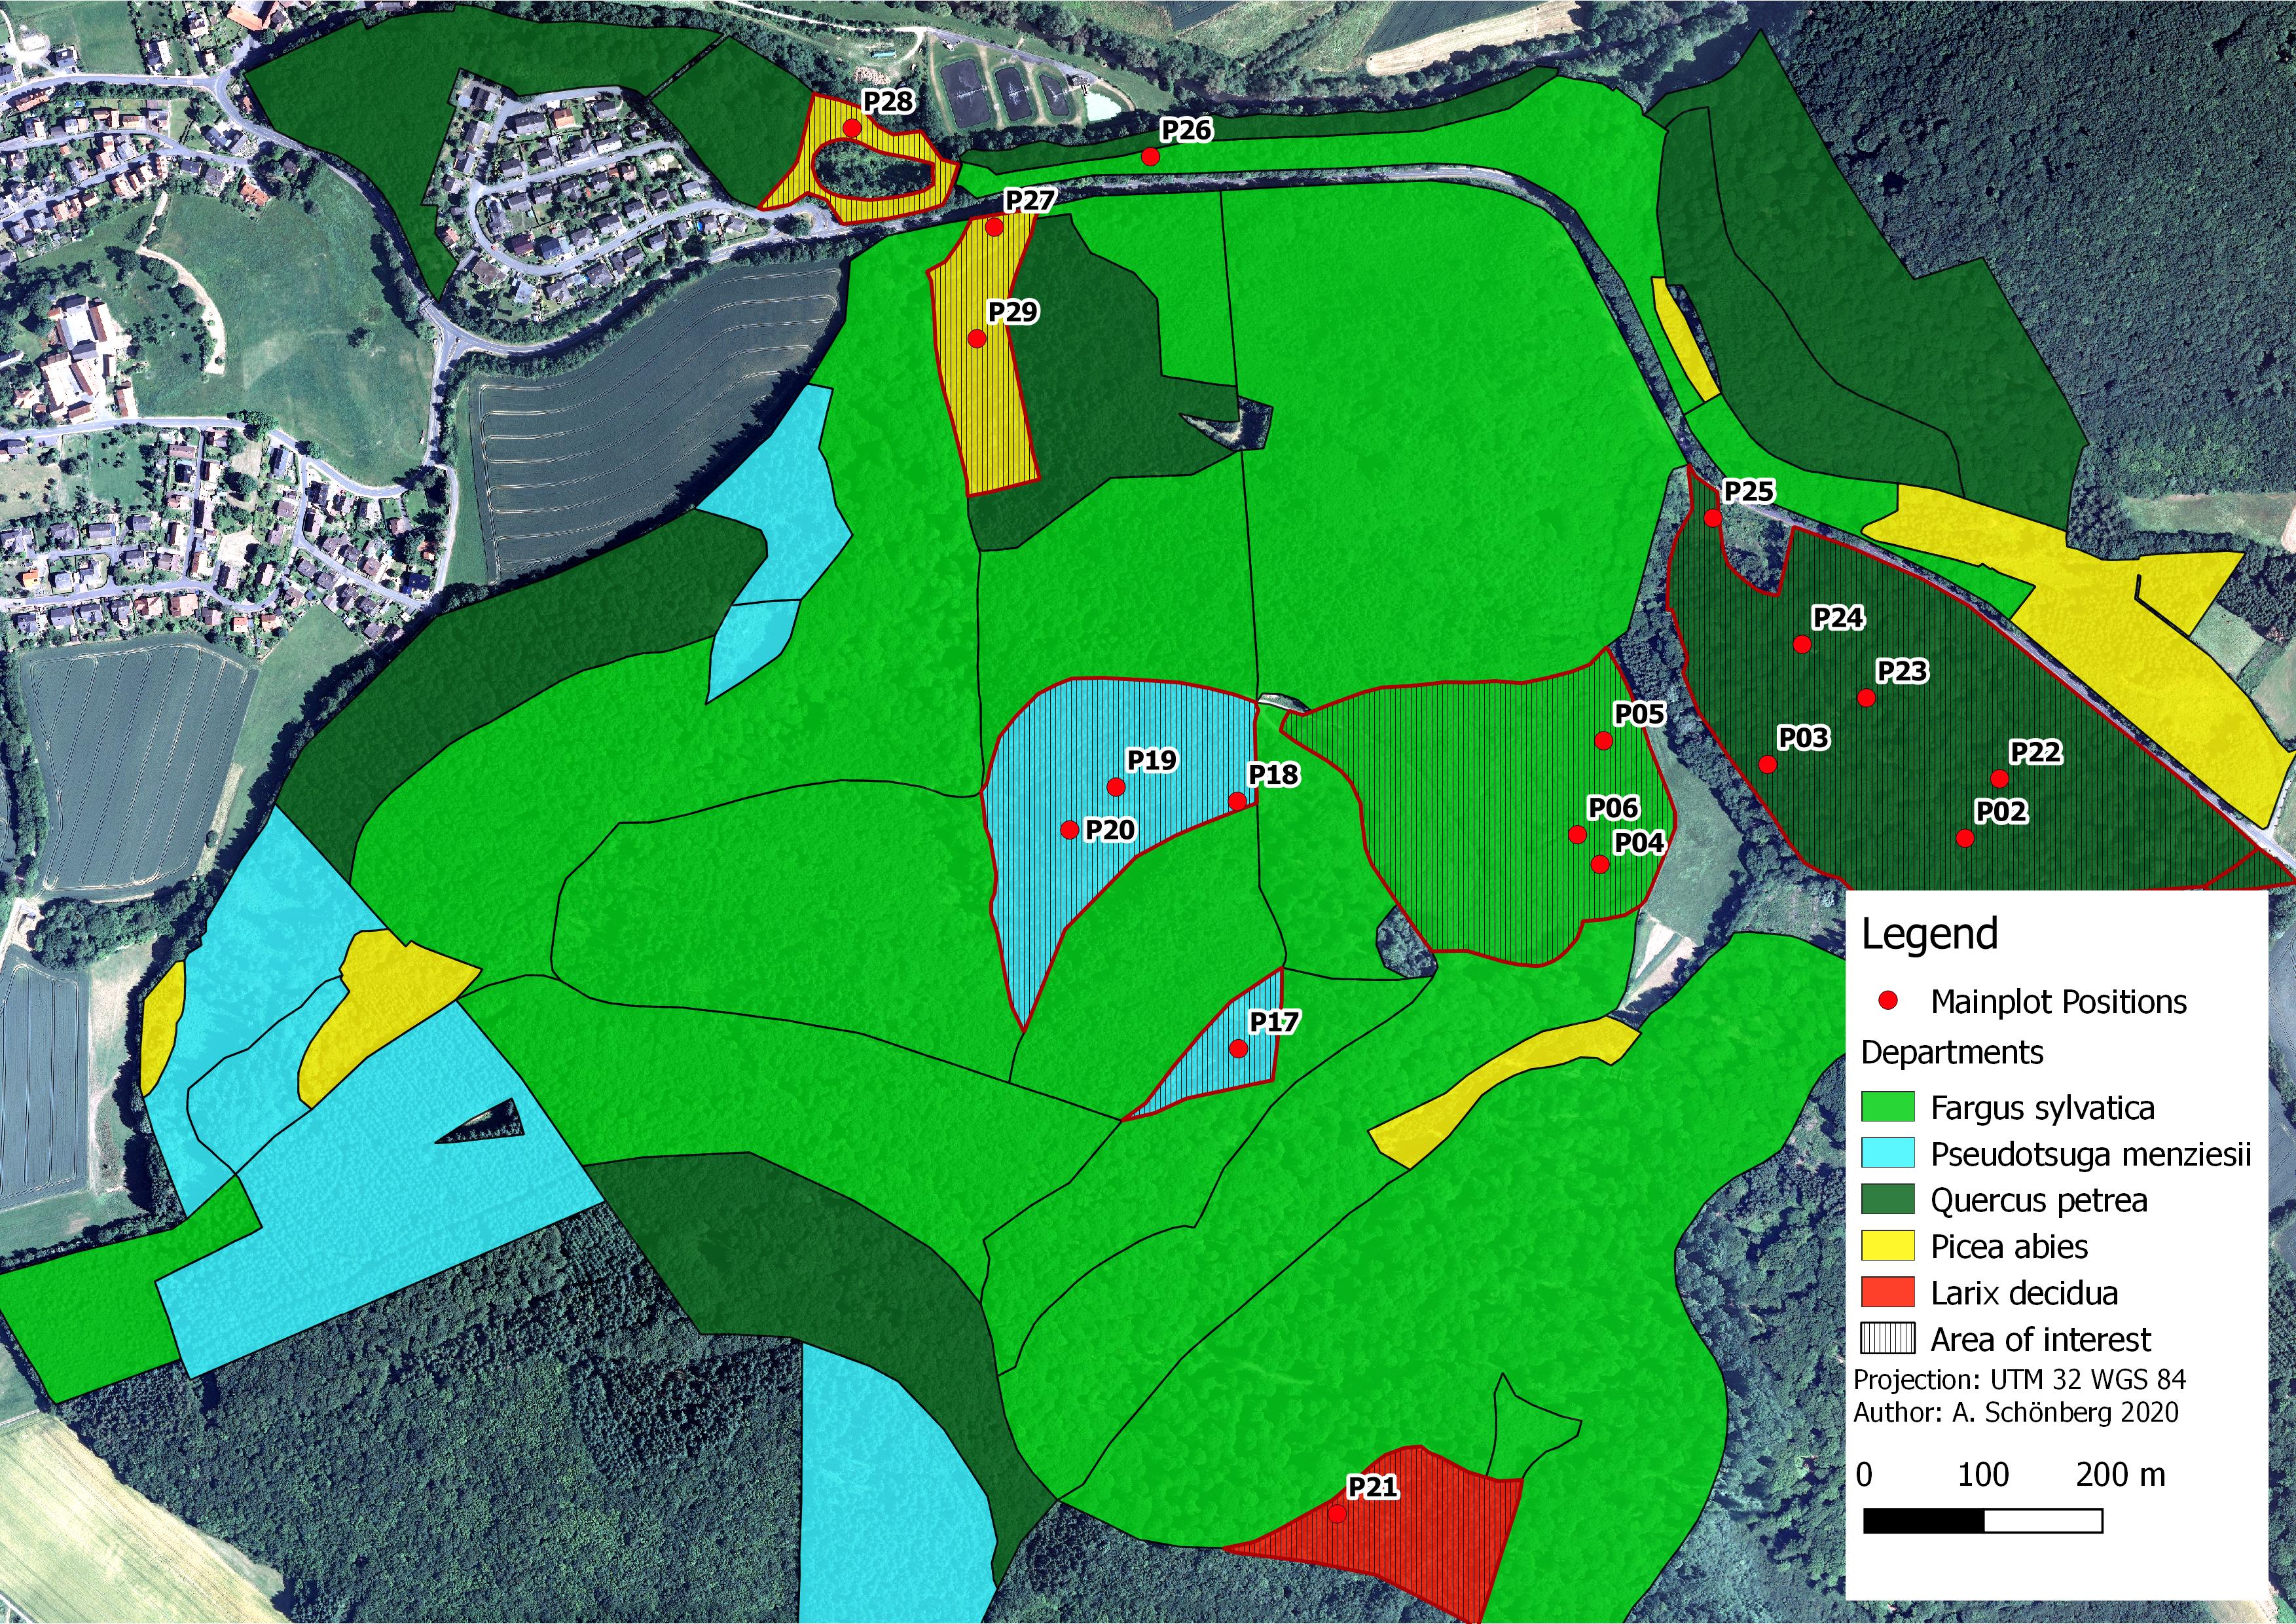 P28
P26
P27
P29
P25
P24
P23
P05
P03
P22
P19
P18
P06
P02
P20
P04
P17
P21
Legend
Mainplot Positions
Departments
Fargus sylvatica
Pseudotsuga menziesii
Quercus petrea
Picea abies
Larix decidua
Area of interest
Projection: UTM 32 WGS 84
Author: A. Schönberg 2020
0 100 200 m